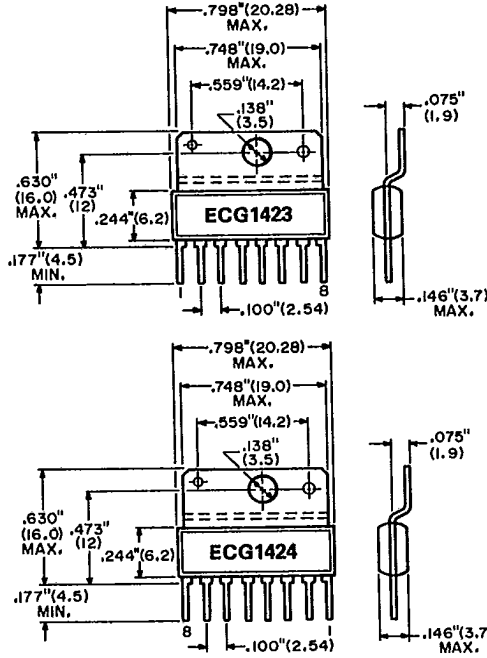 .798"(20.28)
MAX.
.748"(19.0)
MAX.
.559"(14.2)
.138"
(3.5)
.075"
(1.9)
.630"
(16.0)
MAX.
.473"
(12)
.244"(6.2)
ECG1423
.177"(4.5)
MIN.
1
8
.100"(2.54)
.146"(3.7)
MAX.
.798"(20.28)
MAX.
.748"(19.0)
MAX.
.559"(14.2)
.138"
(3.5)
.075"
(1.9)
.630"
(16.0)
MAX.
.473"
(12)
.244"(6.2)
ECG1424
.177"(4.5)
MIN.
8
1
.100"(2.54)
.146"(3.7
MAX.